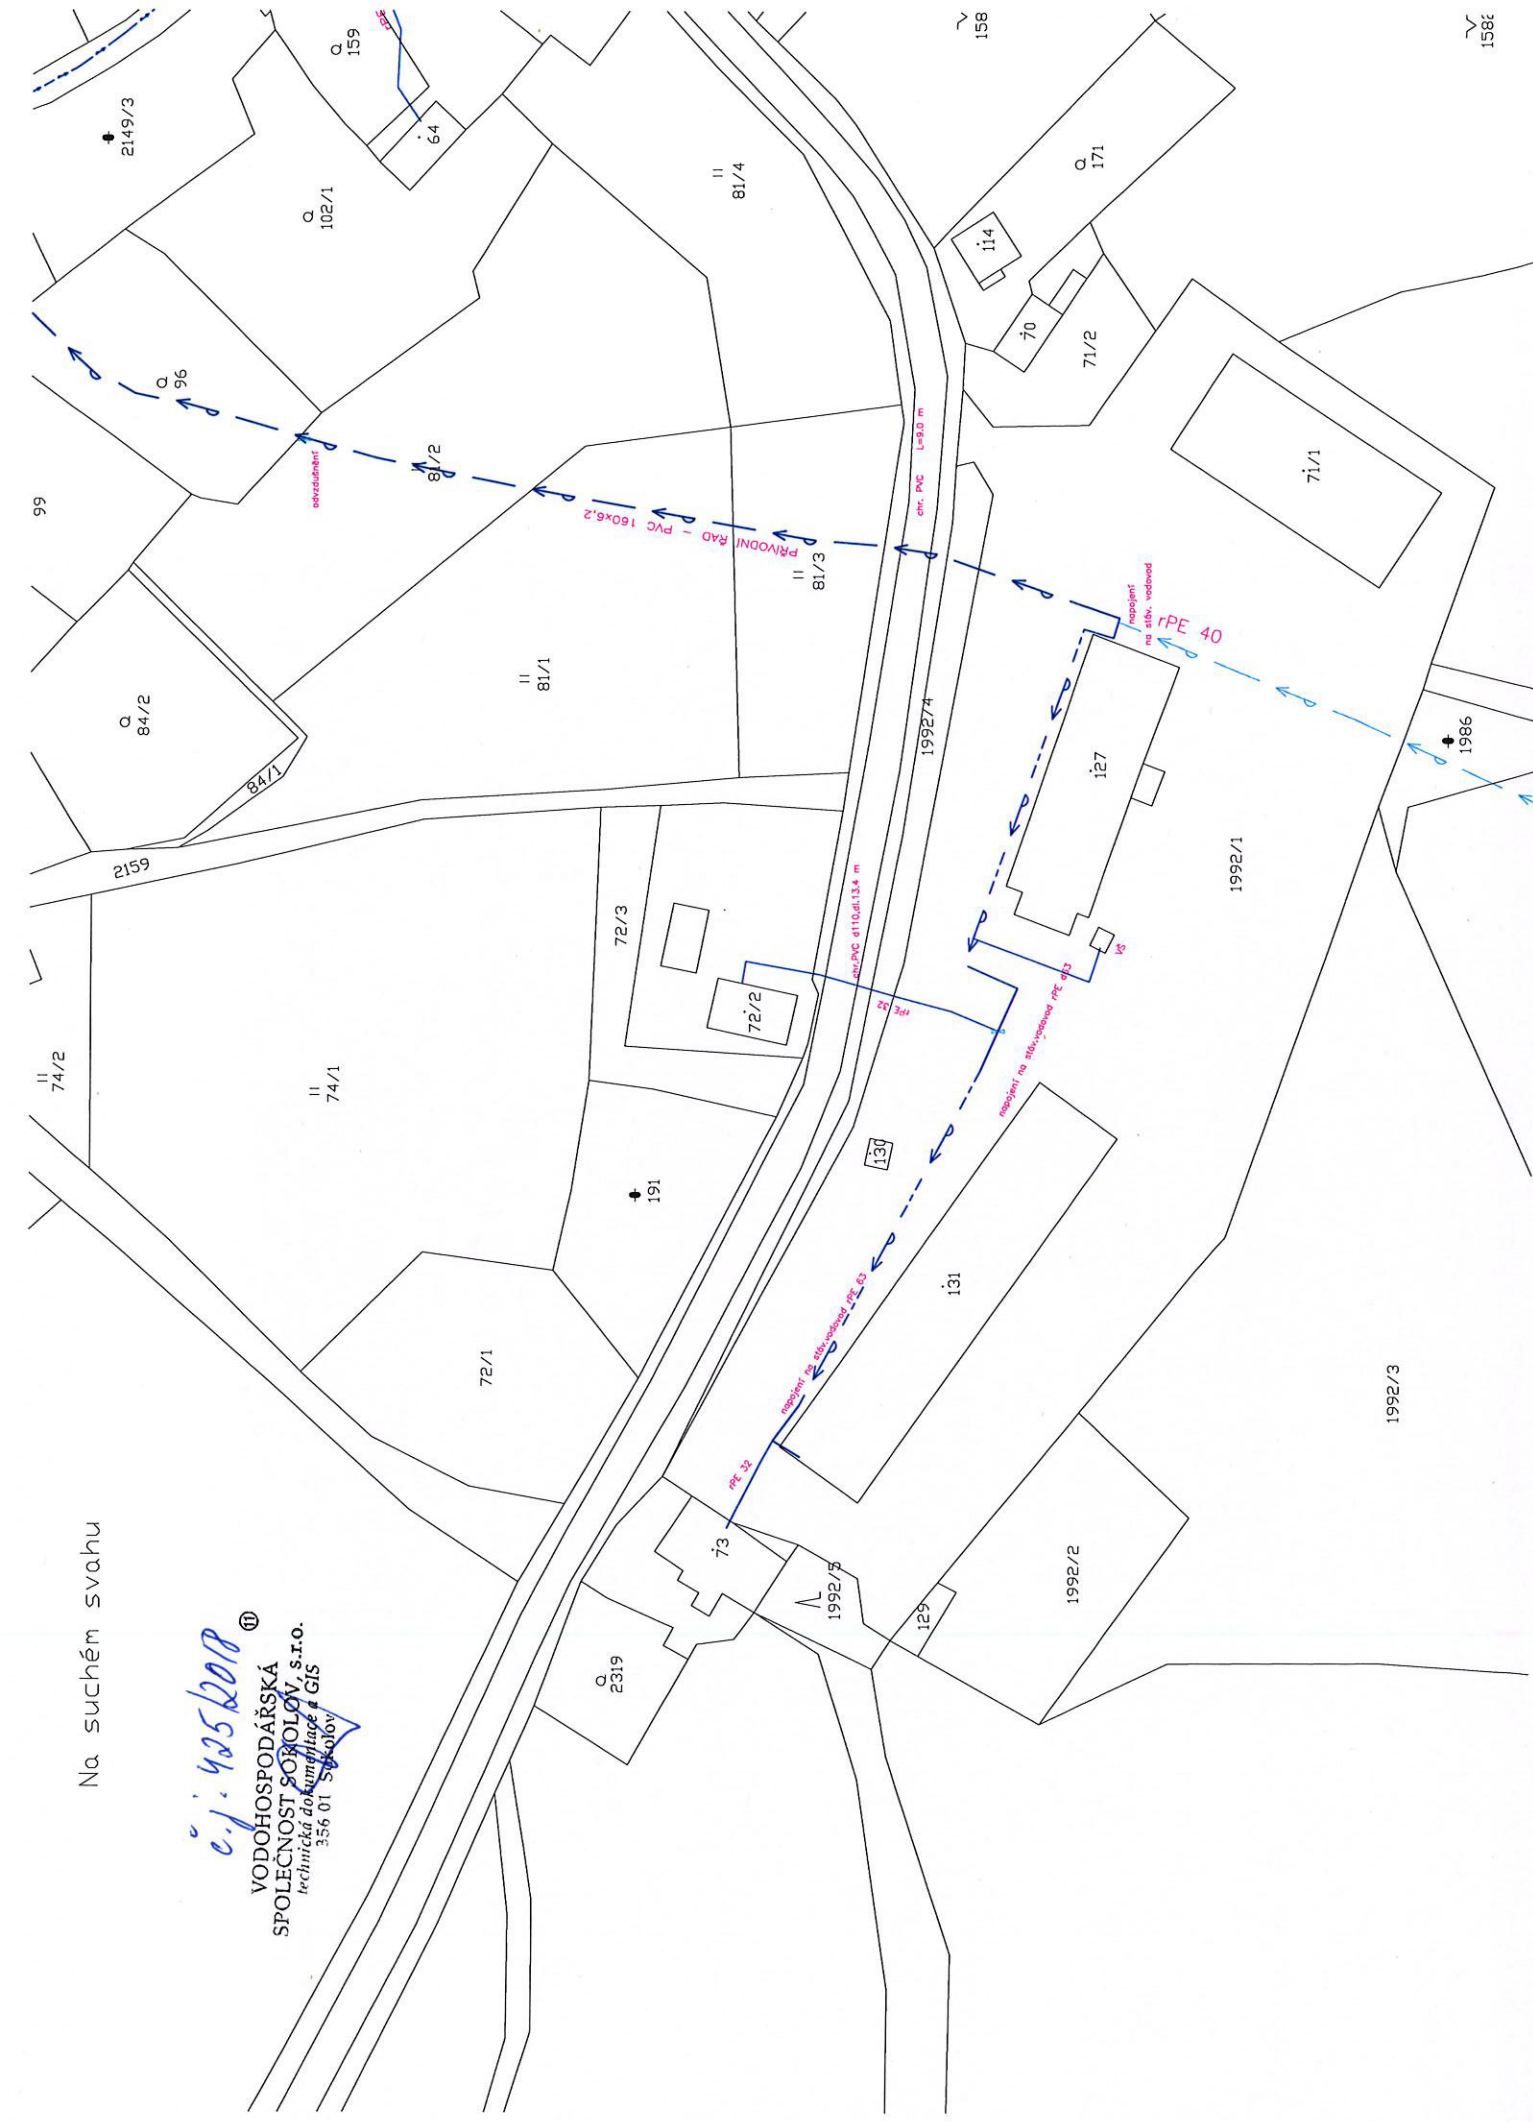 Na suchém svahu
č.j.: 425/2018
11
VODOHOSPODÁŘSKÁ
SPOLEČNOST SOKOLOV, s.r.o.
technická dokumentace a GIS
356 01 Sokolov
2149/3
159
rPE
64
102/1
81/4
158
158
171
114
70
71/2
71/1
96
99
odvzdušnění
81/2
PŘÍVODNÍ ŘAD - PVC 160x6,2
81/3
chr. PVC L=9.0 m
napojení
na stáv. vodovod
rPE 40
84/2
84/1
81/1
1992/4
127
1986
2159
1992/1
72/3
72/2
chr.PVC d110,dl.13,4 m
rPE 32
VŠ
napojení na stáv.vodovod rPE d63
74/2
74/1
191
130
131
napojení na stáv.vodovod rPE 63
72/1
rPE 32
73
1992/3
1992/5
129
1992/2
2319